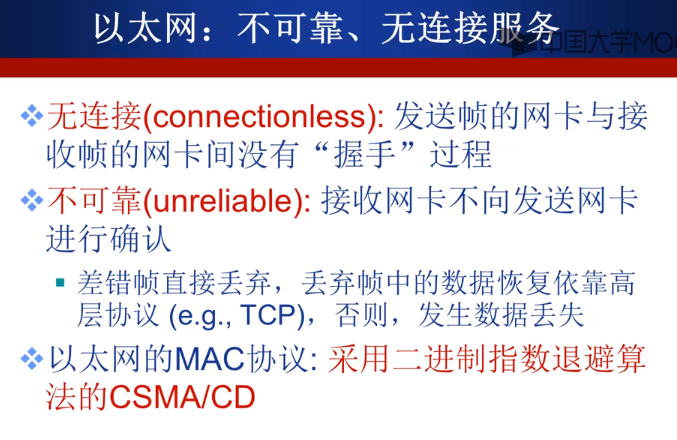 以太网：不可靠、无连接服务
中国大学MO
无连接(connectionless): 发送帧的网卡与接
收帧的网卡间没有“握手”过程
不可靠(unreliable): 接收网卡不向发送网卡
进行确认
差错帧直接丢弃，丢弃帧中的数据恢复依靠高
层协议 (e.g., TCP)，否则，发生数据丢失
以太网的MAC协议: 采用二进制指数退避算
法的CSMA/CD